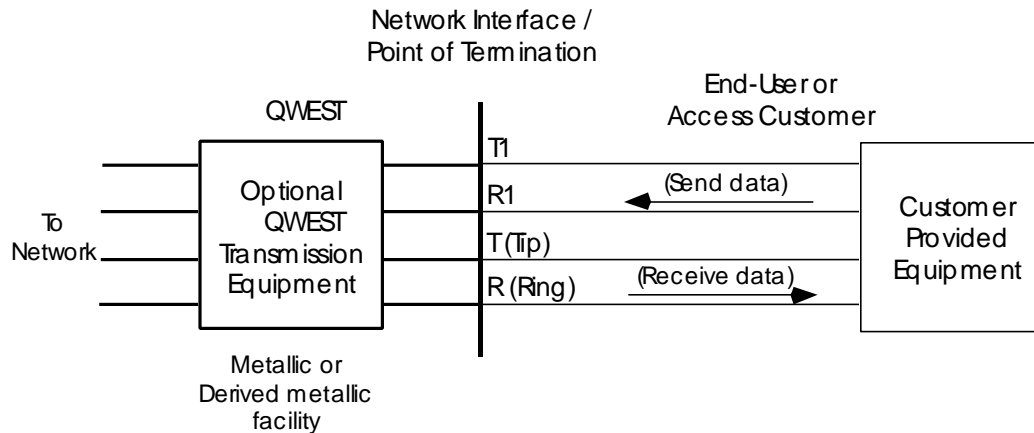 Network Interface /
Point of Termination
End-User or
Access Customer
QWEST
T1
Optional
QWEST
Transmission
Equipment
(Send data)
R1
Customer
Provided
Equipment
To
Network
T (Tip)
R (Ring)
(Receive data)
Metallic or
Derived metallic
facility